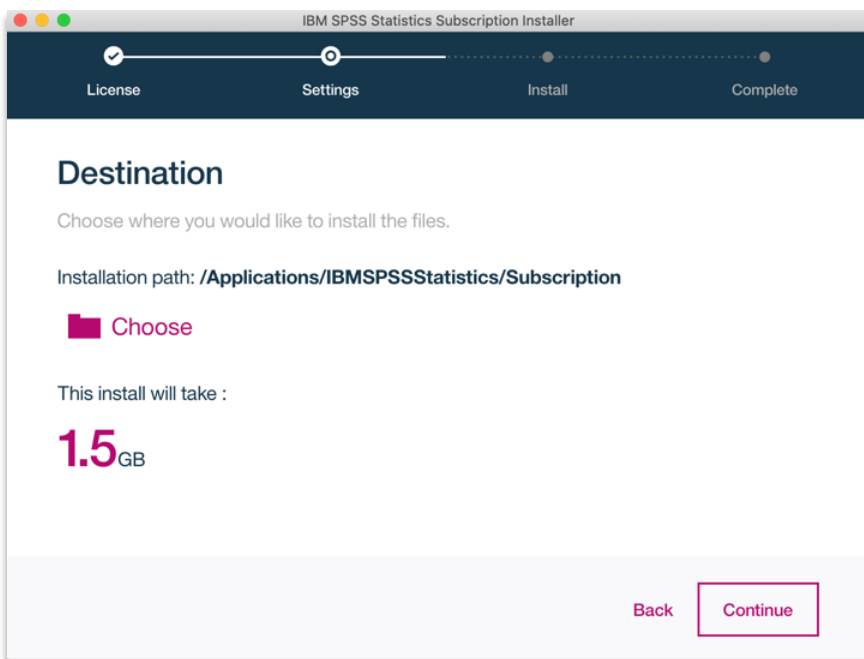 IBM SPSS Statistics Subscription Installer
License Settings Install Complete
Destination
Choose where you would like to install the files.
Installation path: /Applications/IBMSPSSStatistics/Subscription
Choose
This install will take :
1.5GB
Back Continue